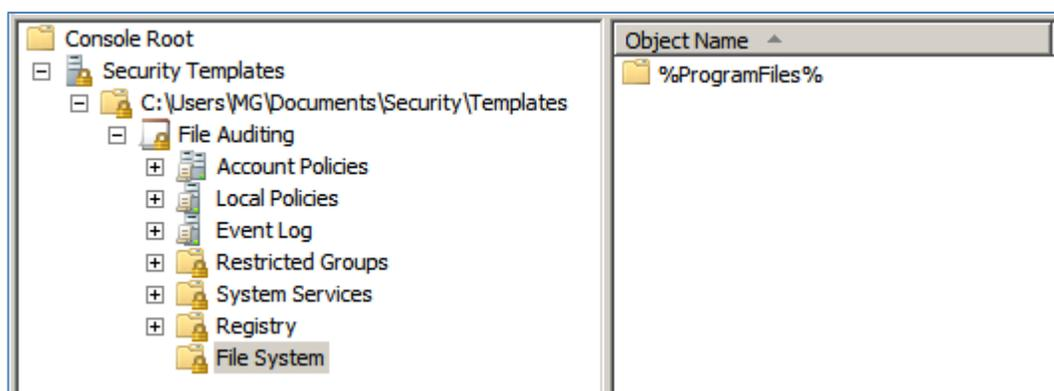 Console Root
Security Templates
C:\Users\MG\Documents\Security\Templates
File Auditing
Account Policies
Local Policies
Event Log
Restricted Groups
System Services
Registry
File System
Object Name
%ProgramFiles%